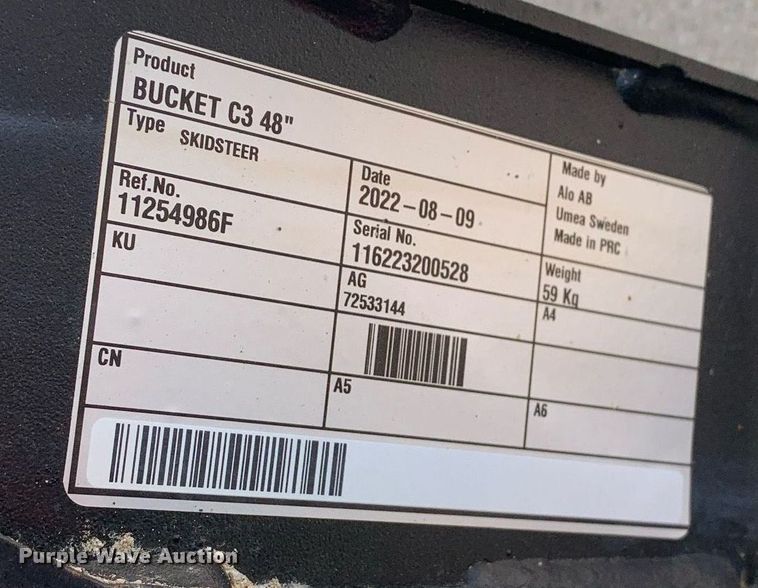 Product
BUCKET C3 48"
Type SKIDSTEER
Date
2022-08-09
Made by
Alo AB
Umea Sweden
Made in PRC
Ref.No.
11254986F
Serial No.
116223200528
Weight
59 Kg
KU
AG
72533144
A4
CN
A5
A6
Purple Wave Auction